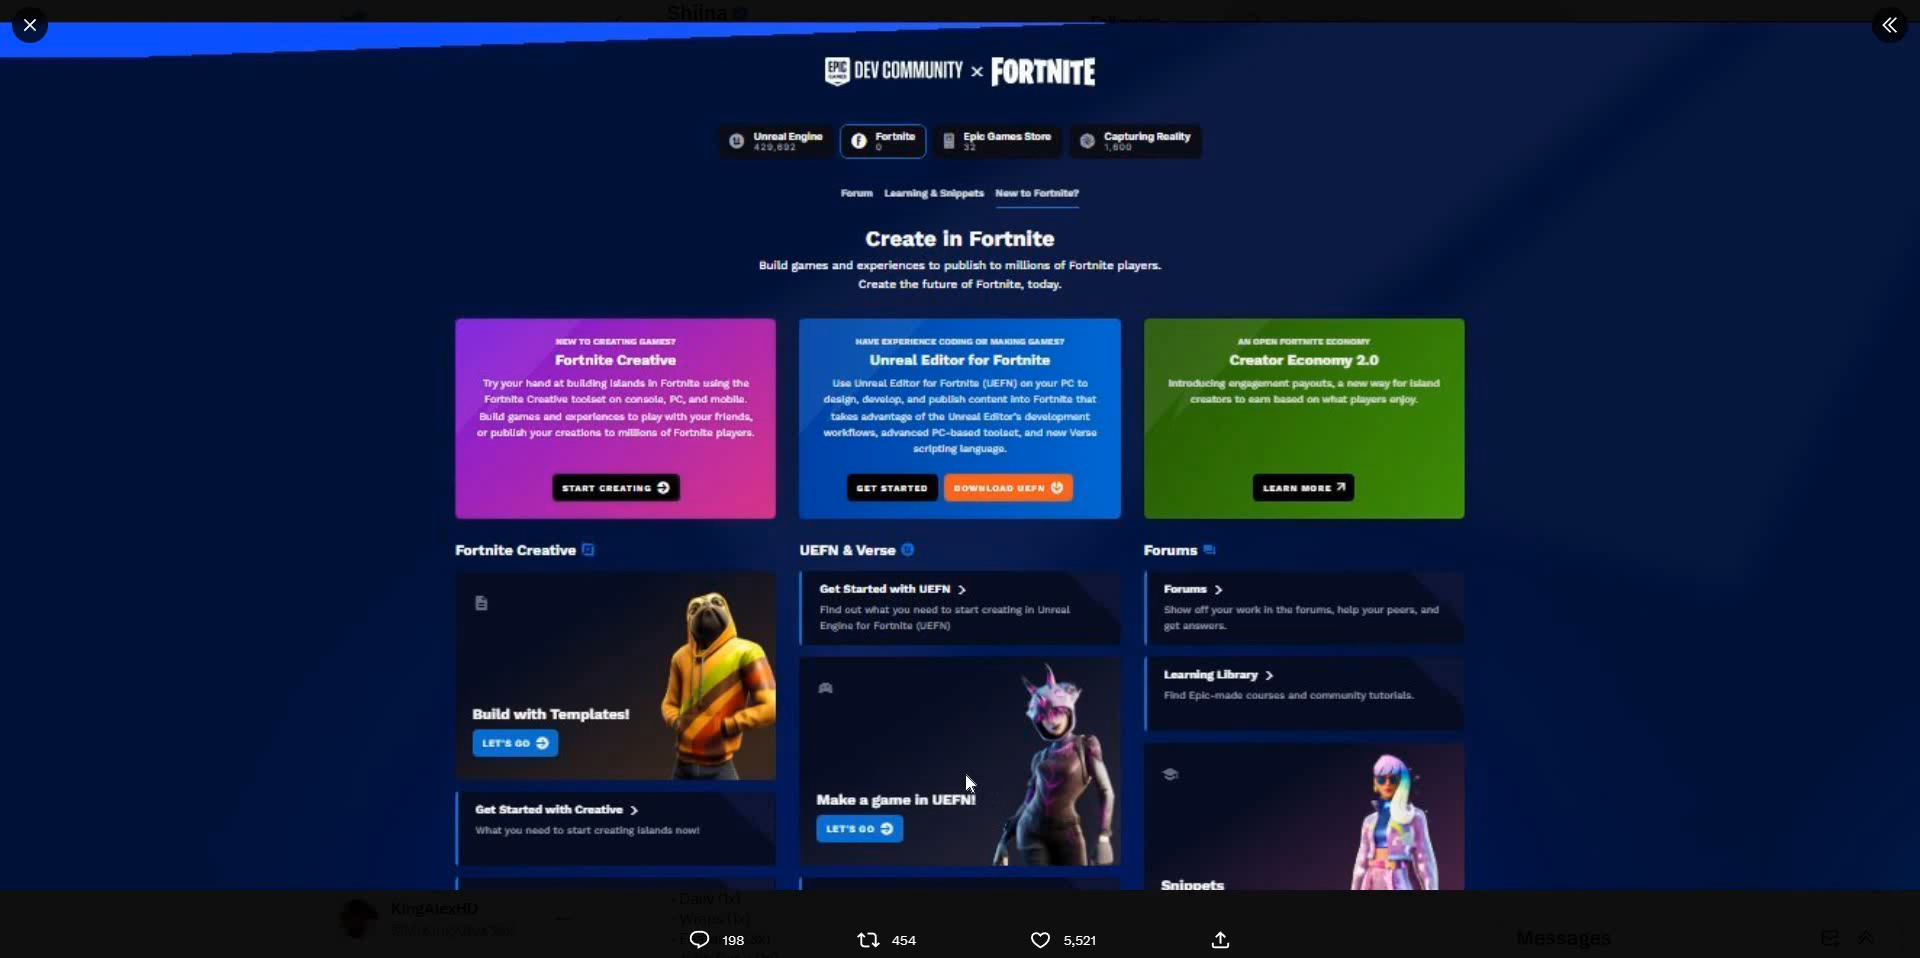 Shiina
EPIC GAMES DEV COMMUNITY × FORTNITE
Unreal Engine
429,692
Fortnite
0
Epic Games Store
32
Capturing Reality
1,600
Forum Learning & Snippets New to Fortnite?
Create in Fortnite
Build games and experiences to publish to millions of Fortnite players.
Create the future of Fortnite, today.
NEW TO CREATING GAMES?
Fortnite Creative
Try your hand at building islands in Fortnite using the
Fortnite Creative toolset on console, PC, and mobile.
Build games and experiences to play with your friends,
or publish your creations to millions of Fortnite players.
START CREATING
HAVE EXPERIENCE CODING OR MAKING GAMES?
Unreal Editor for Fortnite
Use Unreal Editor for Fortnite (UEFN) on your PC to
design, develop, and publish content into Fortnite that
takes advantage of the Unreal Editor's development
workflows, advanced PC-based toolset, and new Verse
scripting language.
GET STARTED DOWNLOAD UEFN
AN OPEN FORTNITE ECONOMY
Creator Economy 2.0
Introducing engagement payouts, a new way for island
creators to earn based on what players enjoy.
LEARN MORE
Fortnite Creative
Build with Templates!
LET'S GO
Get Started with Creative
What you need to start creating islands now!
UEFN & Verse
Get Started with UEFN
Find out what you need to start creating in Unreal
Engine for Fortnite (UEFN)
Make a game in UEFN!
LET'S GO
Forums
Forums
Show off your work in the forums, help your peers, and
get answers.
Learning Library
Find Epic-made courses and community tutorials.
Snippets
KingAlexHD
- Daily (1x)
- Wraps (1x)
198
454
5,521
Messages